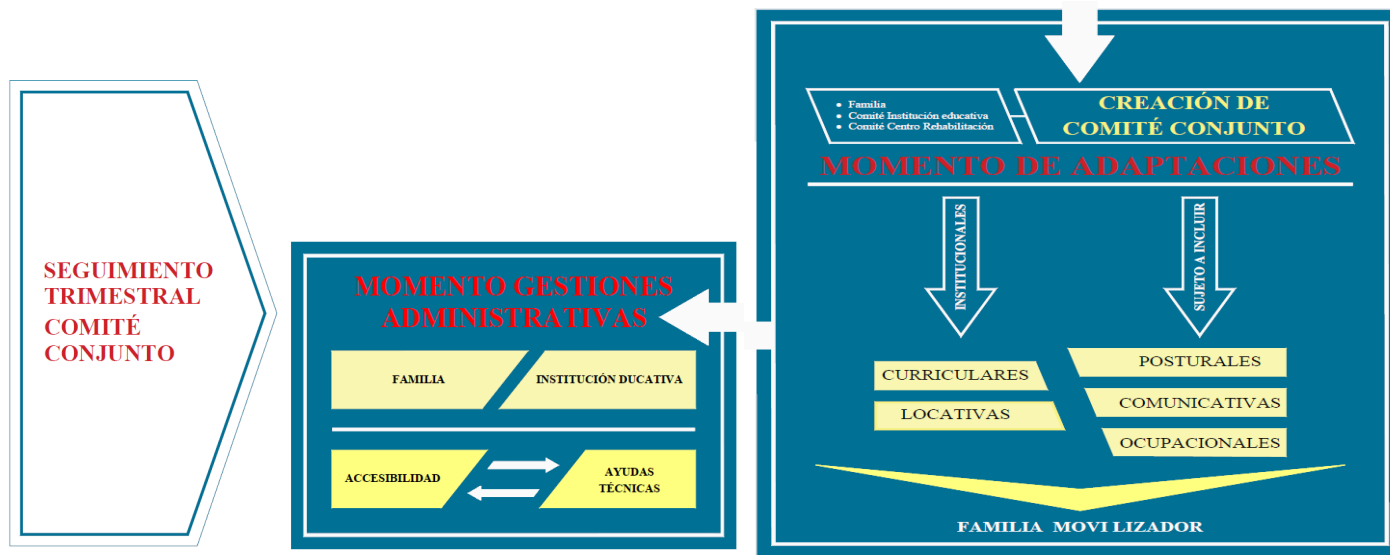 SEGUIMIENTO
TRIMESTRAL
COMITÉ
CONJUNTO
MOMENTO GESTIONES
ADMINISTRATIVAS
FAMILIA
INSTITUCIÓN DUCATIVA
ACCESIBILIDAD
AYUDAS
TÉCNICAS
• Familia
• Comité Institución educativa
• Comité Centro Rehabilitación
CREACIÓN DE
COMITÉ CONJUNTO
MOMENTO DE ADAPTACIONES
INSTITUCIONALES
SUJETO A INCLUIR
CURRICULARES
LOCATIVAS
POSTURALES
COMUNICATIVAS
OCUPACIONALES
FAMILIA MOVI LIZADOR